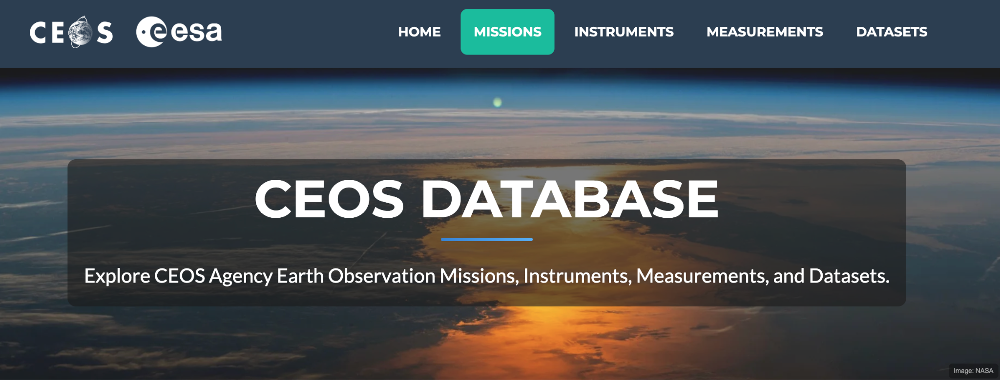 CEOS esa HOME MISSIONS INSTRUMENTS MEASUREMENTS DATASETS
CEOS DATABASE
Explore CEOS Agency Earth Observation Missions, Instruments, Measurements, and Datasets.
Image: NASA